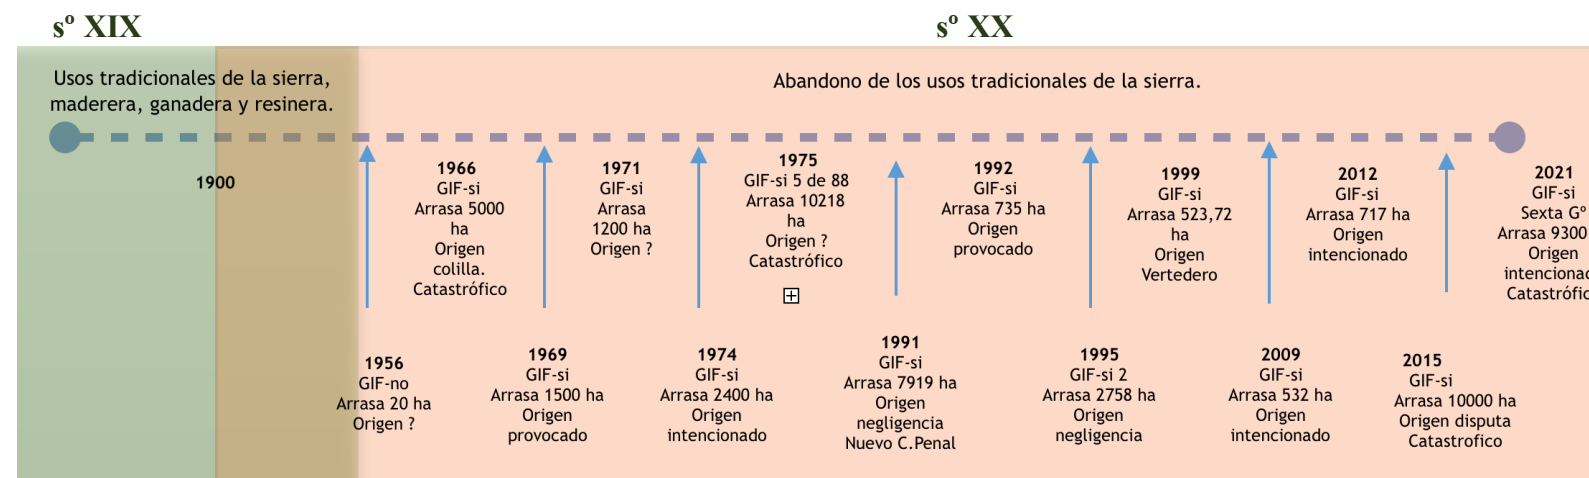 sº XIX
sº XX
Usos tradicionales de la sierra,
maderera, ganadera y resinera.
Abandono de los usos tradicionales de la sierra.
1900
1956
GIF-no
Arrasa 20 ha
Origen ?
1966
GIF-si
Arrasa 5000
ha
Origen
colilla.
Catastrófico
1969
GIF-si
Arrasa 1500 ha
Origen
provocado
1971
GIF-si
Arrasa
1200 ha
Origen ?
1974
GIF-si
Arrasa 2400 ha
Origen
intencionado
1975
GIF-si 5 de 88
Arrasa 10218
ha
Origen ?
Catastrófico
1991
GIF-si
Arrasa 7919 ha
Origen
negligencia
Nuevo C.Penal
1992
GIF-si
Arrasa 735 ha
Origen
provocado
1995
GIF-si 2
Arrasa 2758 ha
Origen
negligencia
1999
GIF-si
Arrasa 523,72
ha
Origen
Vertedero
2009
GIF-si
Arrasa 532 ha
Origen
intencionado
2012
GIF-si
Arrasa 717 ha
Origen
intencionado
2015
GIF-si
Arrasa 10000 ha
Origen disputa
Catastrofico
2021
GIF-si
Sexta Gº
Arrasa 9300
Origen
intencionad
Catastrófic